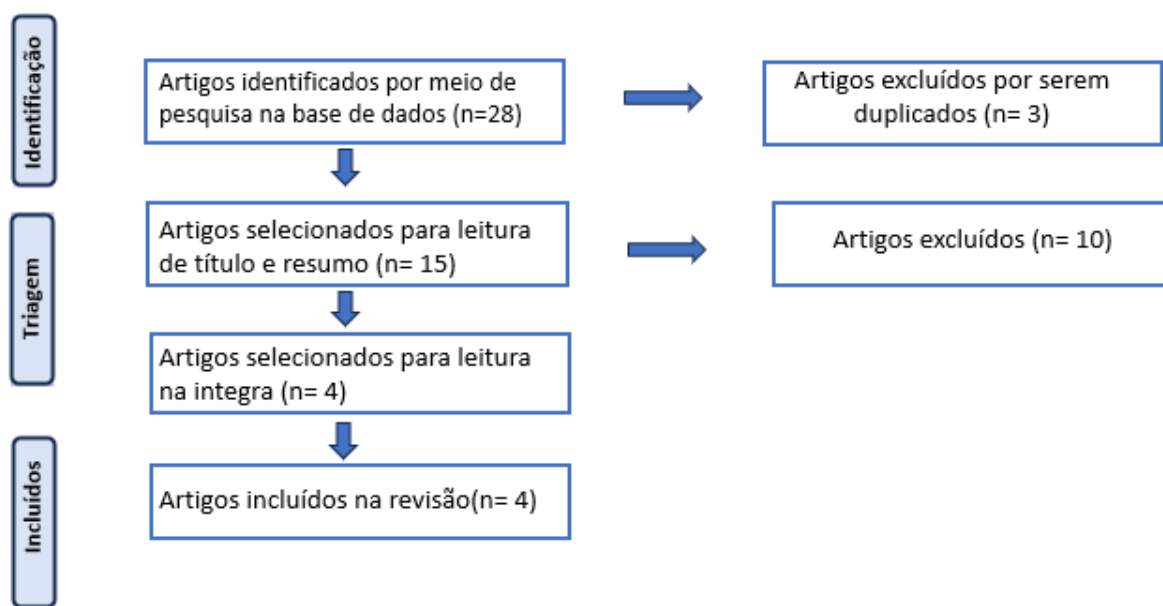 Identificação
Artigos identificados por meio de
pesquisa na base de dados (n=28)
Artigos excluídos por serem
duplicados (n= 3)
Triagem
Artigos selecionados para leitura
de título e resumo (n= 15)
Artigos excluídos (n= 10)
Artigos selecionados para leitura
na integra (n= 4)
Incluídos
Artigos incluídos na revisão(n= 4)